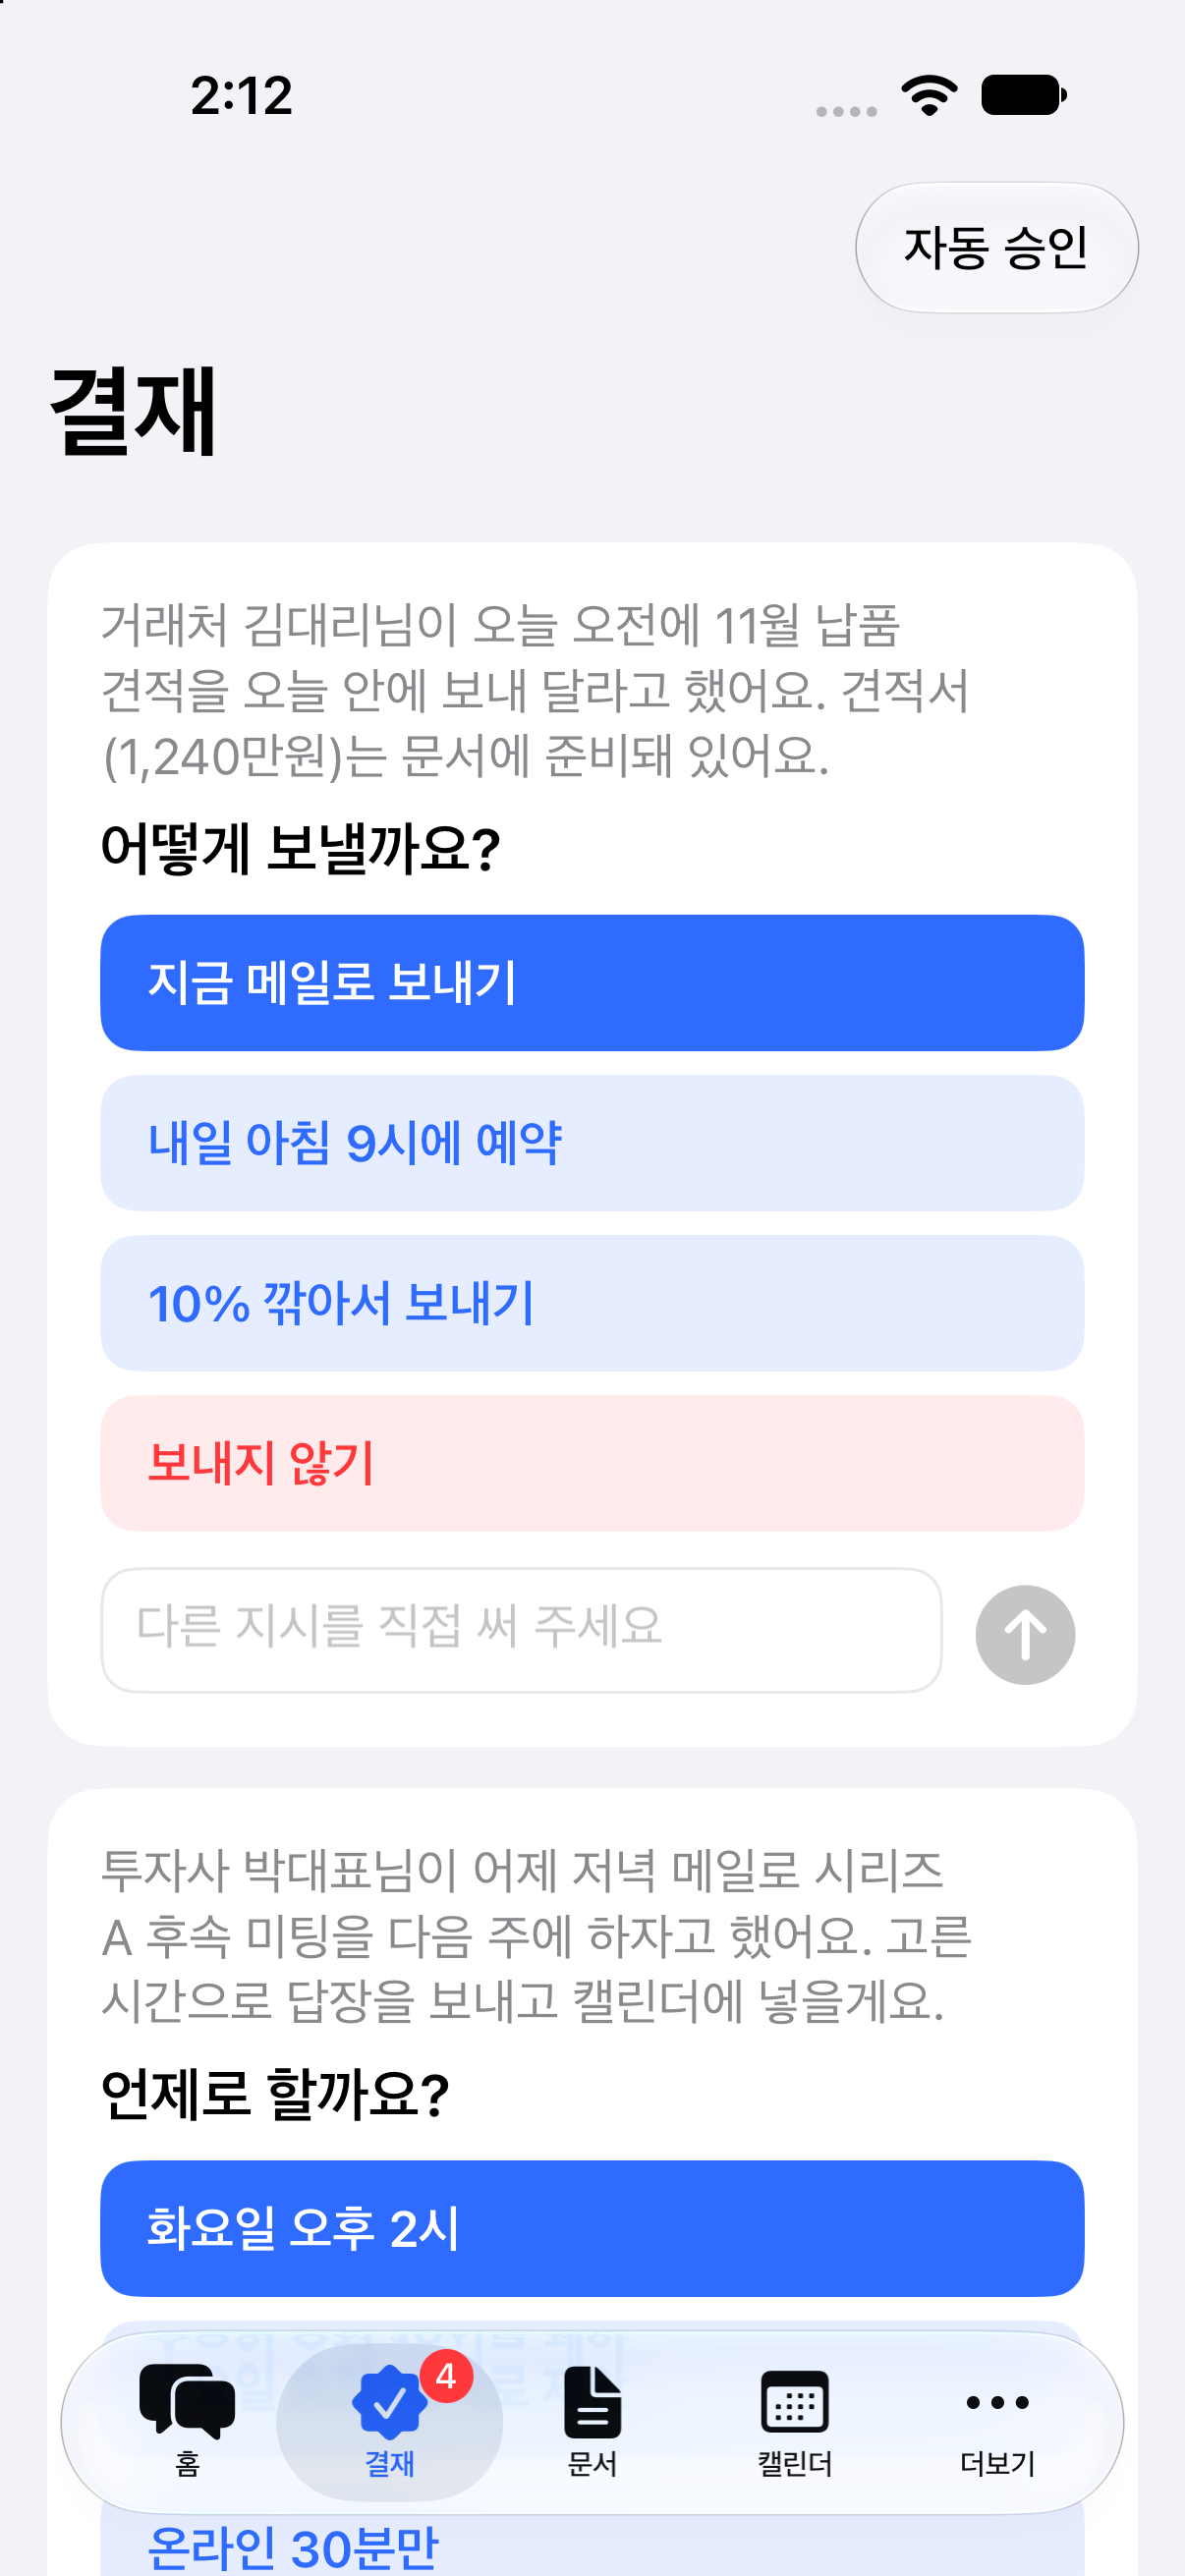 2:12
자동 승인
결재
거래처 김대리님이 오늘 오전에 11월 납품
견적을 오늘 안에 보내 달라고 했어요. 견적서
(1,240만원)는 문서에 준비돼 있어요.
어떻게 보낼까요?
지금 메일로 보내기
내일 아침 9시에 예약
10% 깎아서 보내기
보내지 않기
다른 지시를 직접 써 주세요
투자사 박대표님이 어제 저녁 메일로 시리즈
A 후속 미팅을 다음 주에 하자고 했어요. 고른
시간으로 답장을 보내고 캘린더에 넣을게요.
언제로 할까요?
화요일 오후 2시
4
홈
결재
문서
캘린더
더보기
온라인 30분만